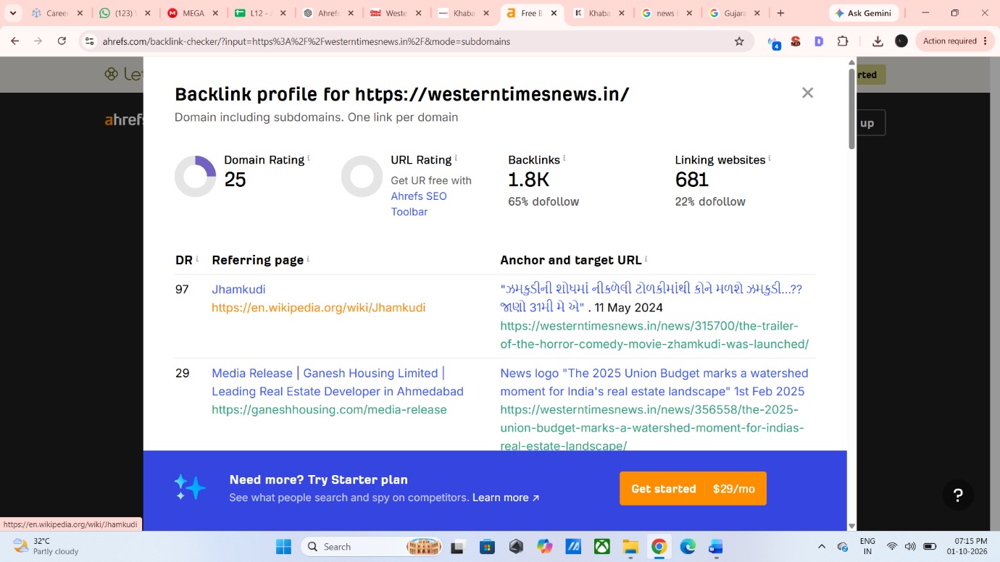 Career
(123)
MEGA
L12 -
Ahrefs
Weste
Khaba
Free B
Khaba
news
Gujara
Ask Gemini
ahrefs.com/backlink-checker/?input=https%3A%2F%2Fwesterntimesnews.in%2F&mode=subdomains
4
SEO
D
Action required
Let
rted
ahrefs
up
Backlink profile for https://westerntimesnews.in/
Domain including subdomains. One link per domain
Domain Rating i
25
URL Rating i
Get UR free with
Ahrefs SEO
Toolbar
Backlinks i
1.8K
65% dofollow
Linking websites i
681
22% dofollow
DR i Referring page i Anchor and target URL i
97
Jhamkudi
https://en.wikipedia.org/wiki/Jhamkudi
"ઝમકુડીની શોધમાં નીકળેલી ટોળકીમાંથી કોને મળશે ઝમકુડી...??
જાણો 31મી મે એ" . 11 May 2024
https://westerntimesnews.in/news/315700/the-trailer-
of-the-horror-comedy-movie-zhamkudi-was-launched/
29
Media Release | Ganesh Housing Limited |
Leading Real Estate Developer in Ahmedabad
https://ganeshhousing.com/media-release
News logo "The 2025 Union Budget marks a watershed
moment for India's real estate landscape" 1st Feb 2025
https://westerntimesnews.in/news/356558/the-2025-
union-budget-marks-a-watershed-moment-for-indias-
real-estate-landscape/
Need more? Try Starter plan
See what people search and spy on competitors. Learn more ↗
Get started $29/mo
?
https://en.wikipedia.org/wiki/Jhamkudi
32°C
Partly cloudy
Search
ENG
IN
07:15 PM
01-10-2026